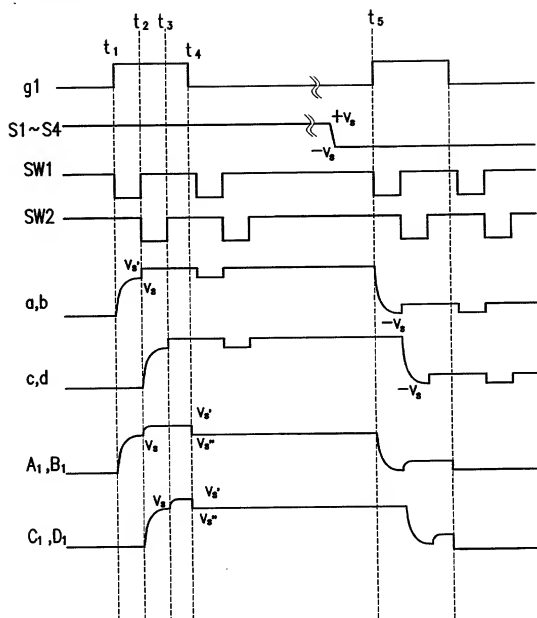 t₁ t₂ t₃ t₄ t₅
g1
S1~S4 +Vₛ
−Vₛ
SW1
SW2
Vₛ'
Vₛ
a,b −Vₛ
c,d −Vₛ
Vₛ'
Vₛ Vₛ"
A₁,B₁
Vₛ Vₛ'
Vₛ"
C₁,D₁